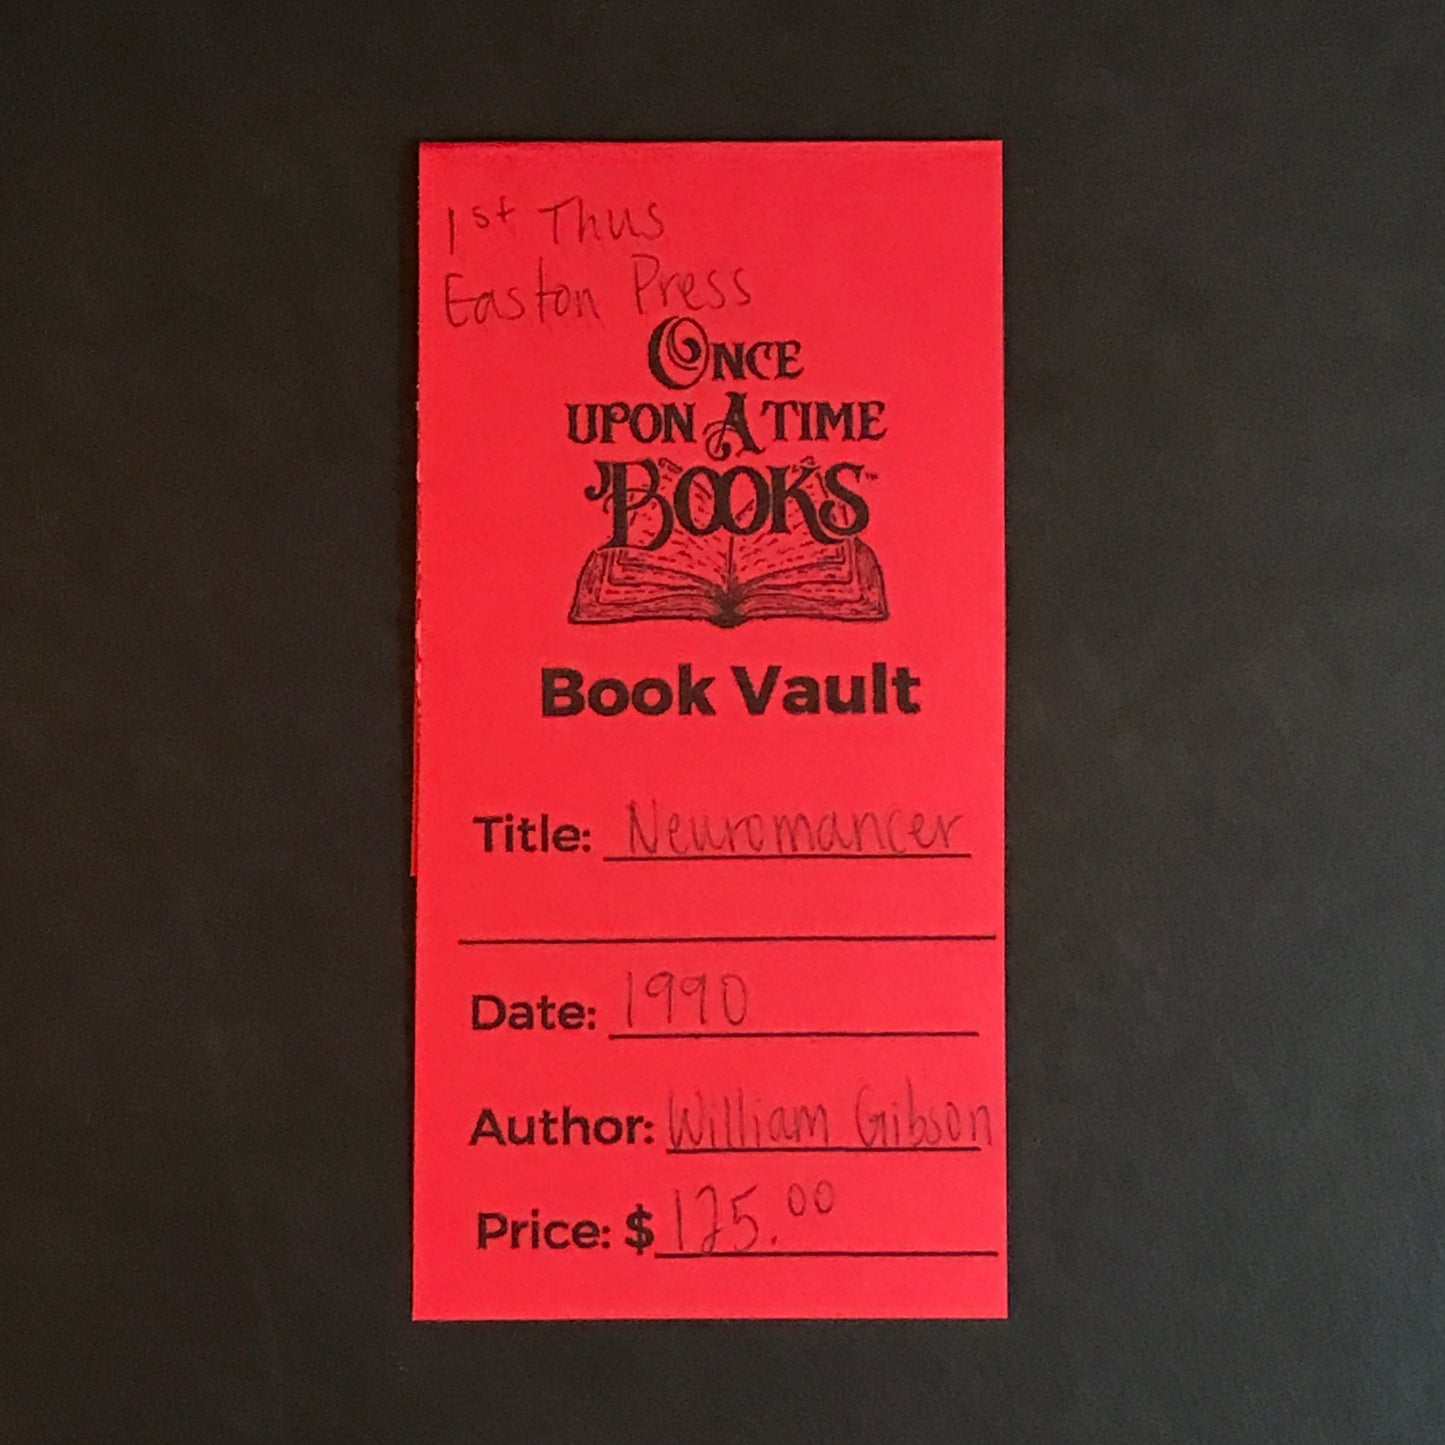 1st Thus
Easton Press
ONCE
UPON A TIME
BOOKS™
Book Vault
Title: Neuromancer
Date: 1990
Author: William Gibson
Price: $ 125.00